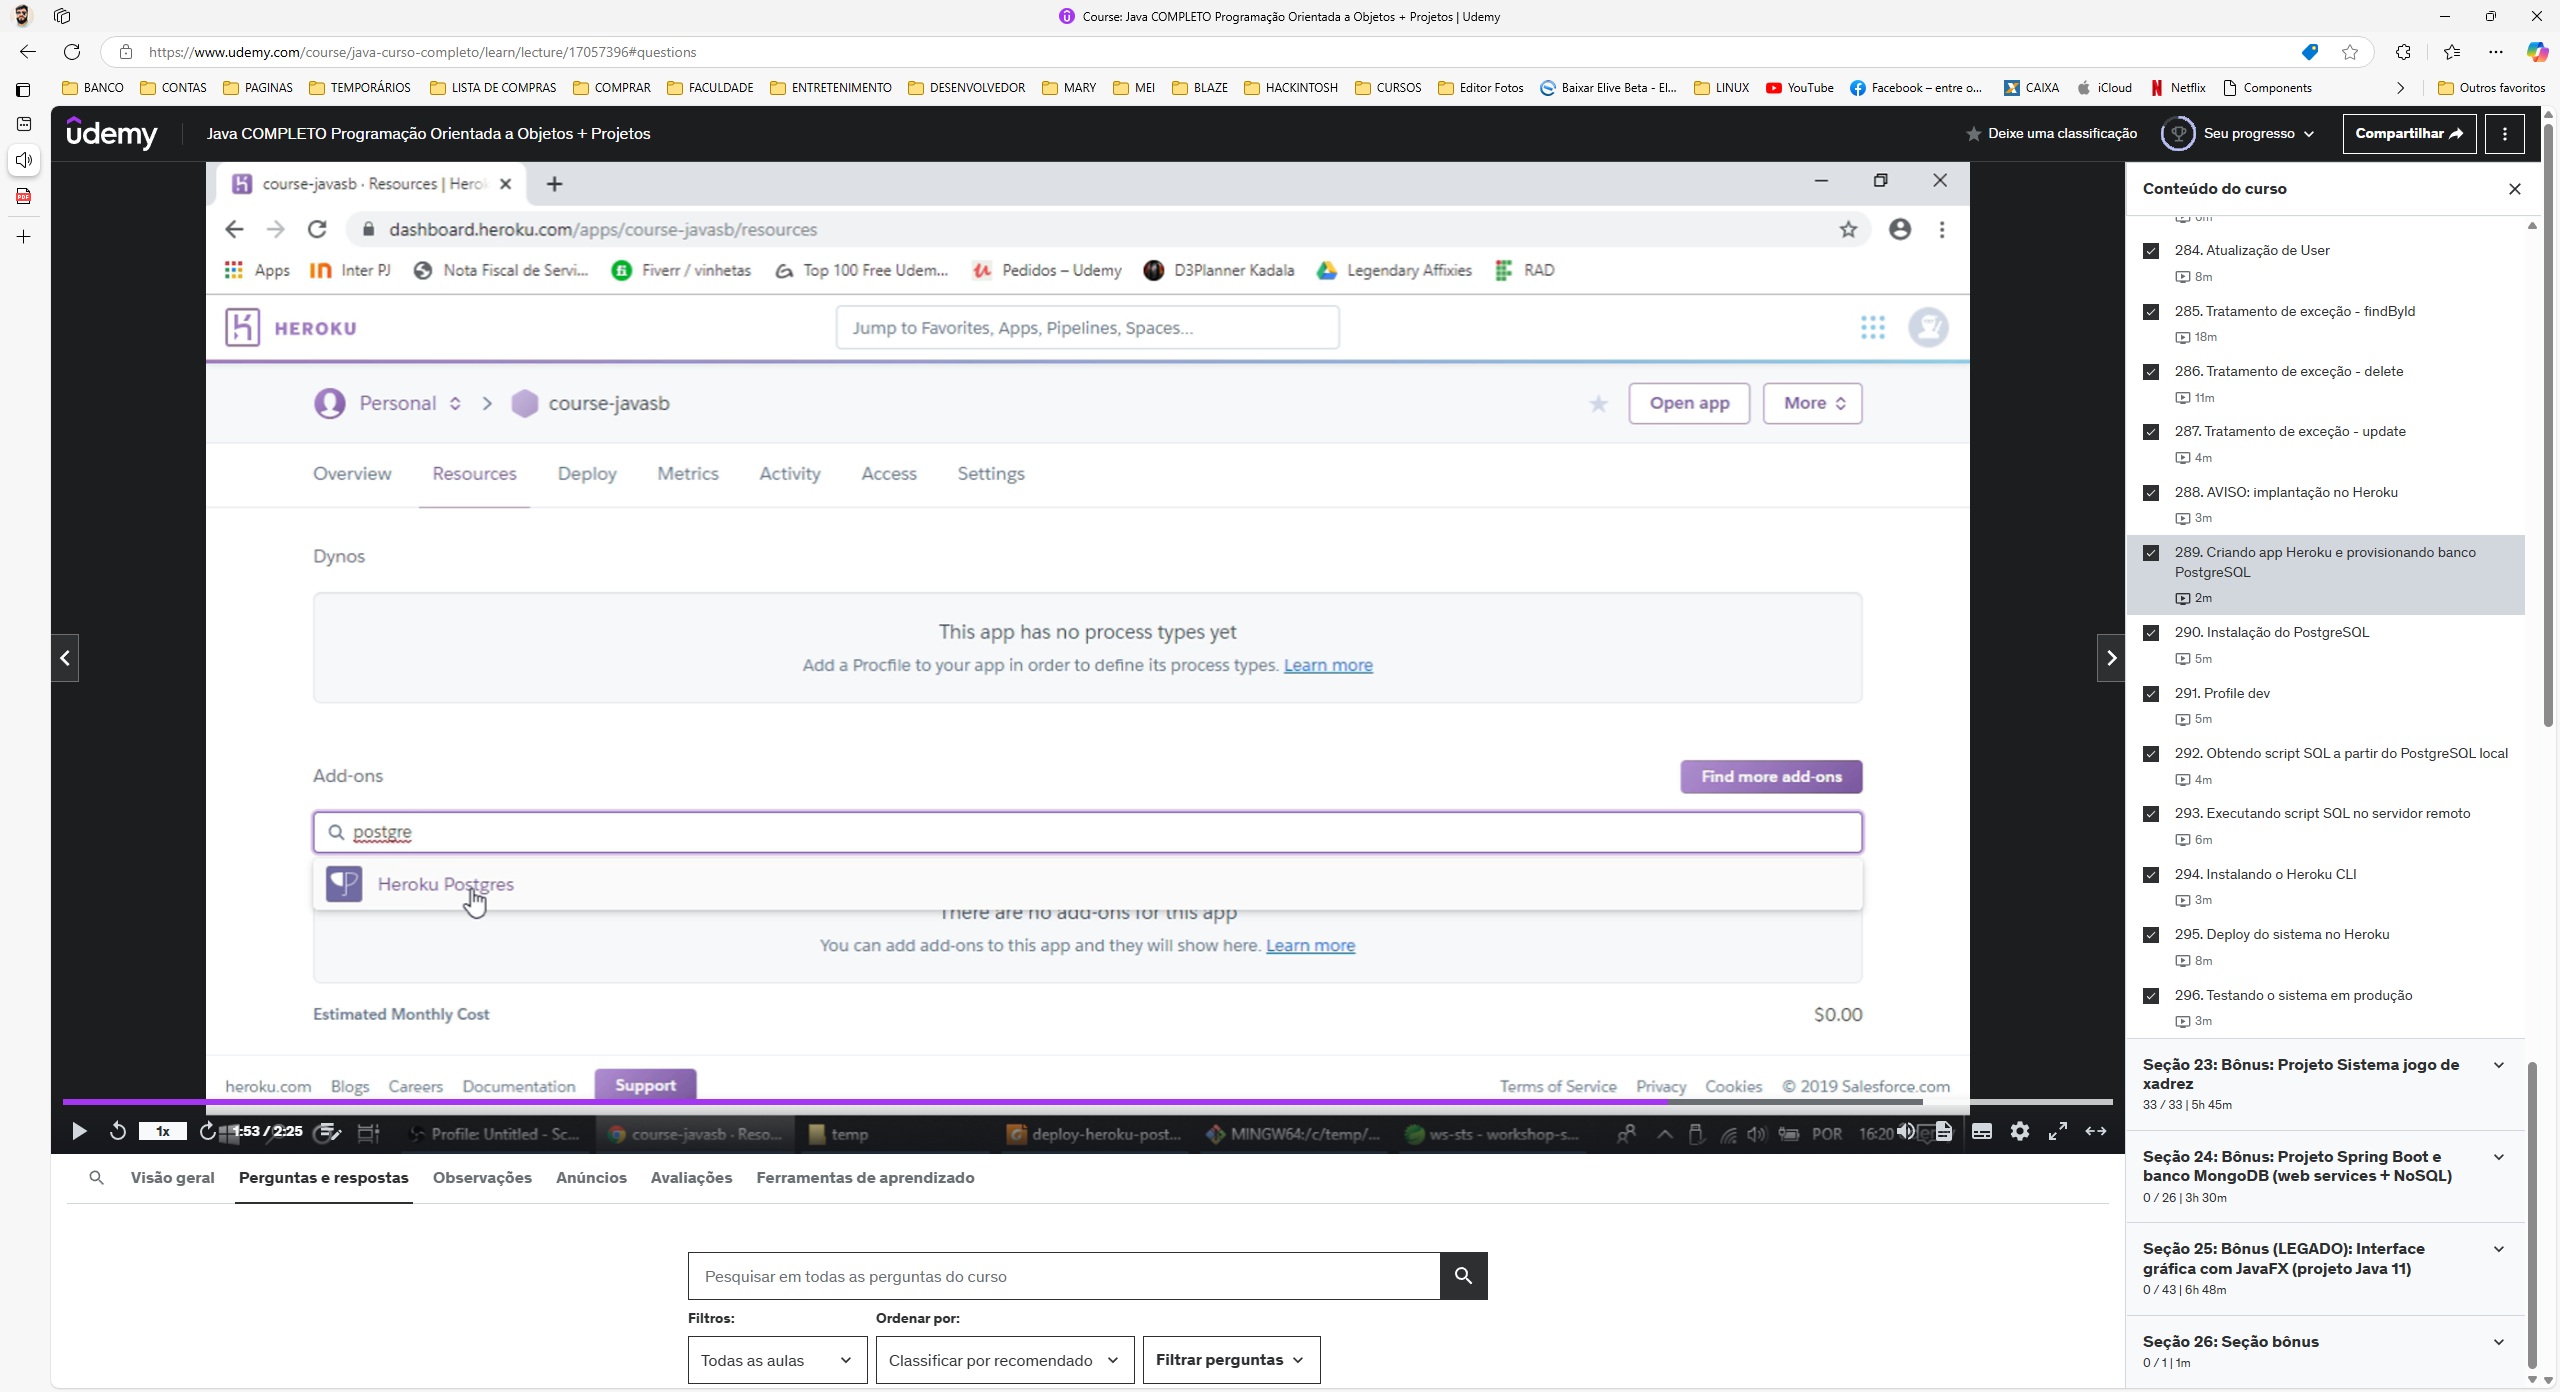 Course: Java COMPLETO Programação Orientada a Objetos + Projetos | Udemy
https://www.udemy.com/course/java-curso-completo/learn/lecture/17057396#questions
BANCO CONTAS PAGINAS TEMPORÁRIOS LISTA DE COMPRAS COMPRAR FACULDADE ENTRETENIMENTO DESENVOLVEDOR MARY MEI BLAZE HACKINTOSH CURSOS Editor Fotos Baixar Elive Beta - El... LINUX YouTube Facebook – entre o... CAIXA iCloud Netflix Components Outros favoritos
udemy Java COMPLETO Programação Orientada a Objetos + Projetos Deixe uma classificação Seu progresso Compartilhar
course-javasb · Resources | Hero
dashboard.heroku.com/apps/course-javasb/resources
Apps Inter PJ Nota Fiscal de Servi... Fiverr / vinhetas Top 100 Free Udem... Pedidos – Udemy D3Planner Kadala Legendary Affixies RAD
HEROKU Jump to Favorites, Apps, Pipelines, Spaces...
Personal course-javasb Open app More
Overview Resources Deploy Metrics Activity Access Settings
Dynos
This app has no process types yet
Add a Procfile to your app in order to define its process types. Learn more
Add-ons Find more add-ons
postgre
Heroku Postgres
There are no add-ons for this app
You can add add-ons to this app and they will show here. Learn more
Estimated Monthly Cost $0.00
heroku.com Blogs Careers Documentation Support Terms of Service Privacy Cookies © 2019 Salesforce.com
1x 1:53 / 2:25 Profile: Untitled - Sc... course-javasb - Reso... temp deploy-heroku-post... MINGW64:/c/temp/... ws-sts - workshop-s... POR 16:20
Visão geral Perguntas e respostas Observações Anúncios Avaliações Ferramentas de aprendizado
Pesquisar em todas as perguntas do curso
Filtros: Ordenar por:
Todas as aulas Classificar por recomendado Filtrar perguntas
Conteúdo do curso
284. Atualização de User
8m
285. Tratamento de exceção - findById
18m
286. Tratamento de exceção - delete
11m
287. Tratamento de exceção - update
4m
288. AVISO: implantação no Heroku
3m
289. Criando app Heroku e provisionando banco
PostgreSQL
2m
290. Instalação do PostgreSQL
5m
291. Profile dev
5m
292. Obtendo script SQL a partir do PostgreSQL local
4m
293. Executando script SQL no servidor remoto
6m
294. Instalando o Heroku CLI
3m
295. Deploy do sistema no Heroku
8m
296. Testando o sistema em produção
3m
Seção 23: Bônus: Projeto Sistema jogo de
xadrez
33 / 33 | 5h 45m
Seção 24: Bônus: Projeto Spring Boot e
banco MongoDB (web services + NoSQL)
0 / 26 | 3h 30m
Seção 25: Bônus (LEGADO): Interface
gráfica com JavaFX (projeto Java 11)
0 / 43 | 6h 48m
Seção 26: Seção bônus
0 / 1 | 1m